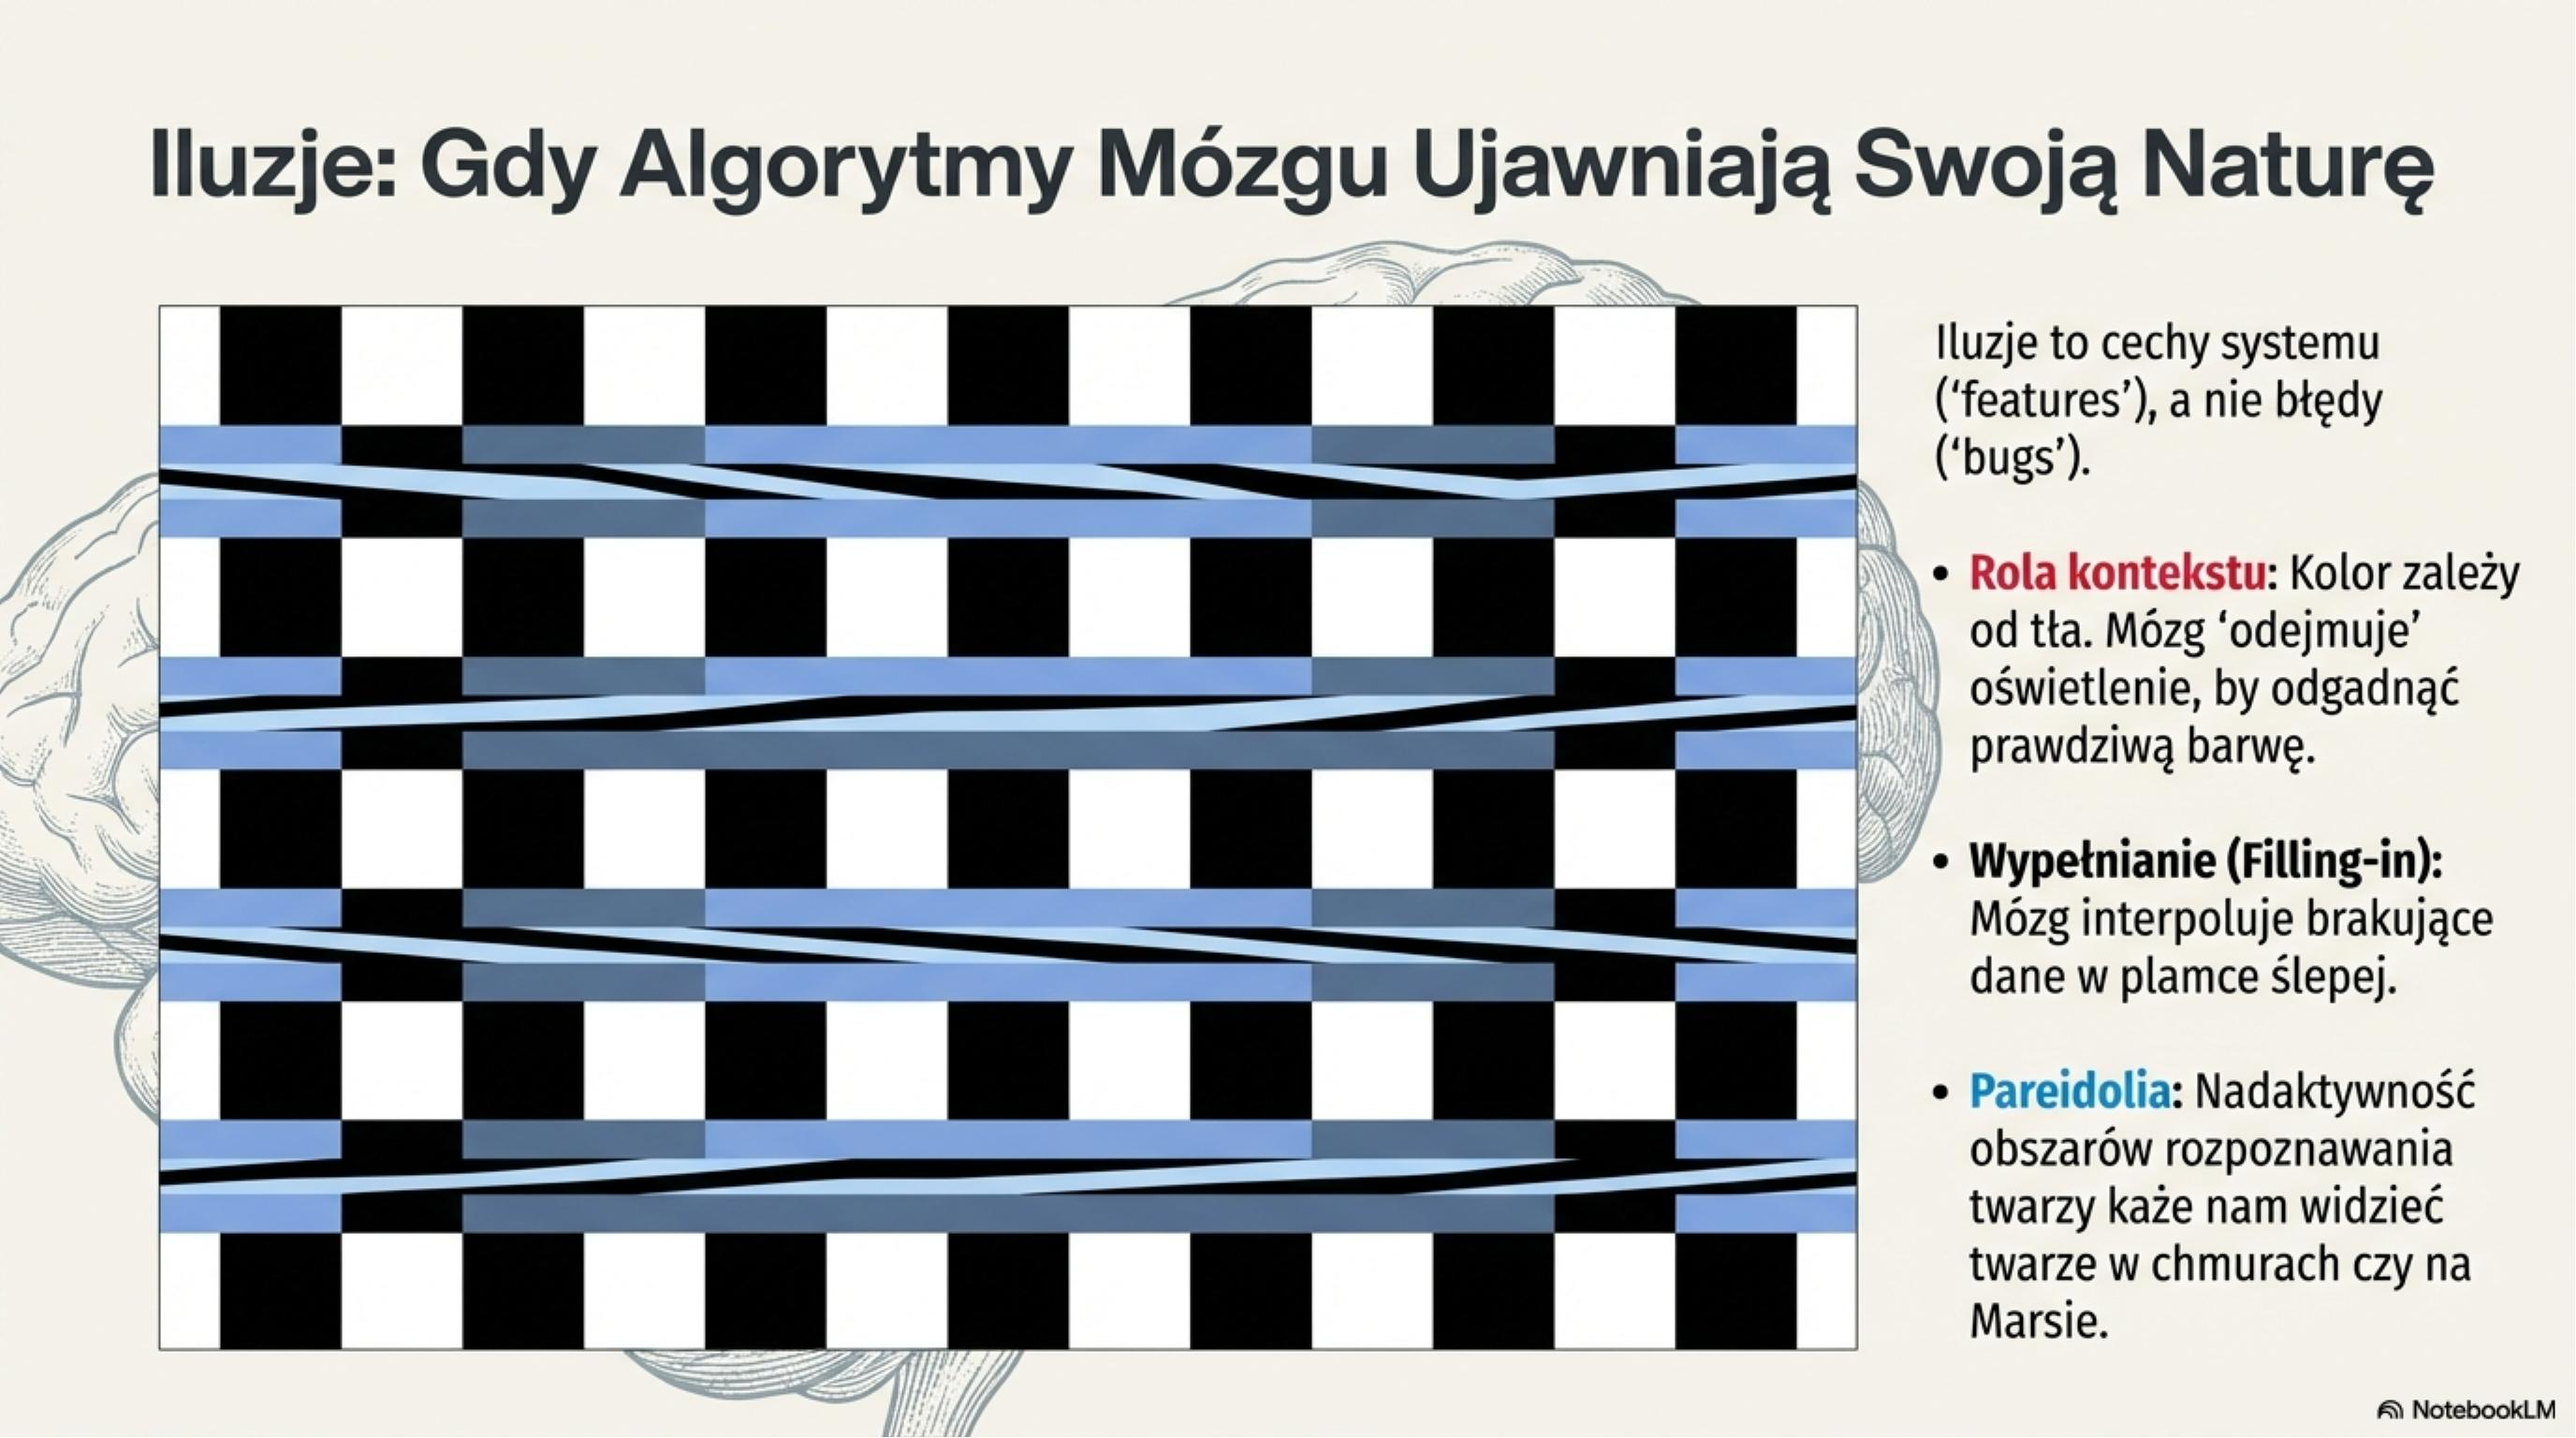 Iluzje: Gdy Algorytmy Mózgu Ujawniają Swoją Naturę
Iluzje to cechy systemu
(‘features’), a nie błędy
(‘bugs’).
• Rola kontekstu: Kolor zależy
od tła. Mózg ‘odejmuje’
oświetlenie, by odgadnąć
prawdziwą barwę.
• Wypełnianie (Filling-in):
Mózg interpoluje brakujące
dane w plamce ślepej.
• Pareidolia: Nadaktywność
obszarów rozpoznawania
twarzy każe nam widzieć
twarze w chmurach czy na
Marsie.
NotebookLM